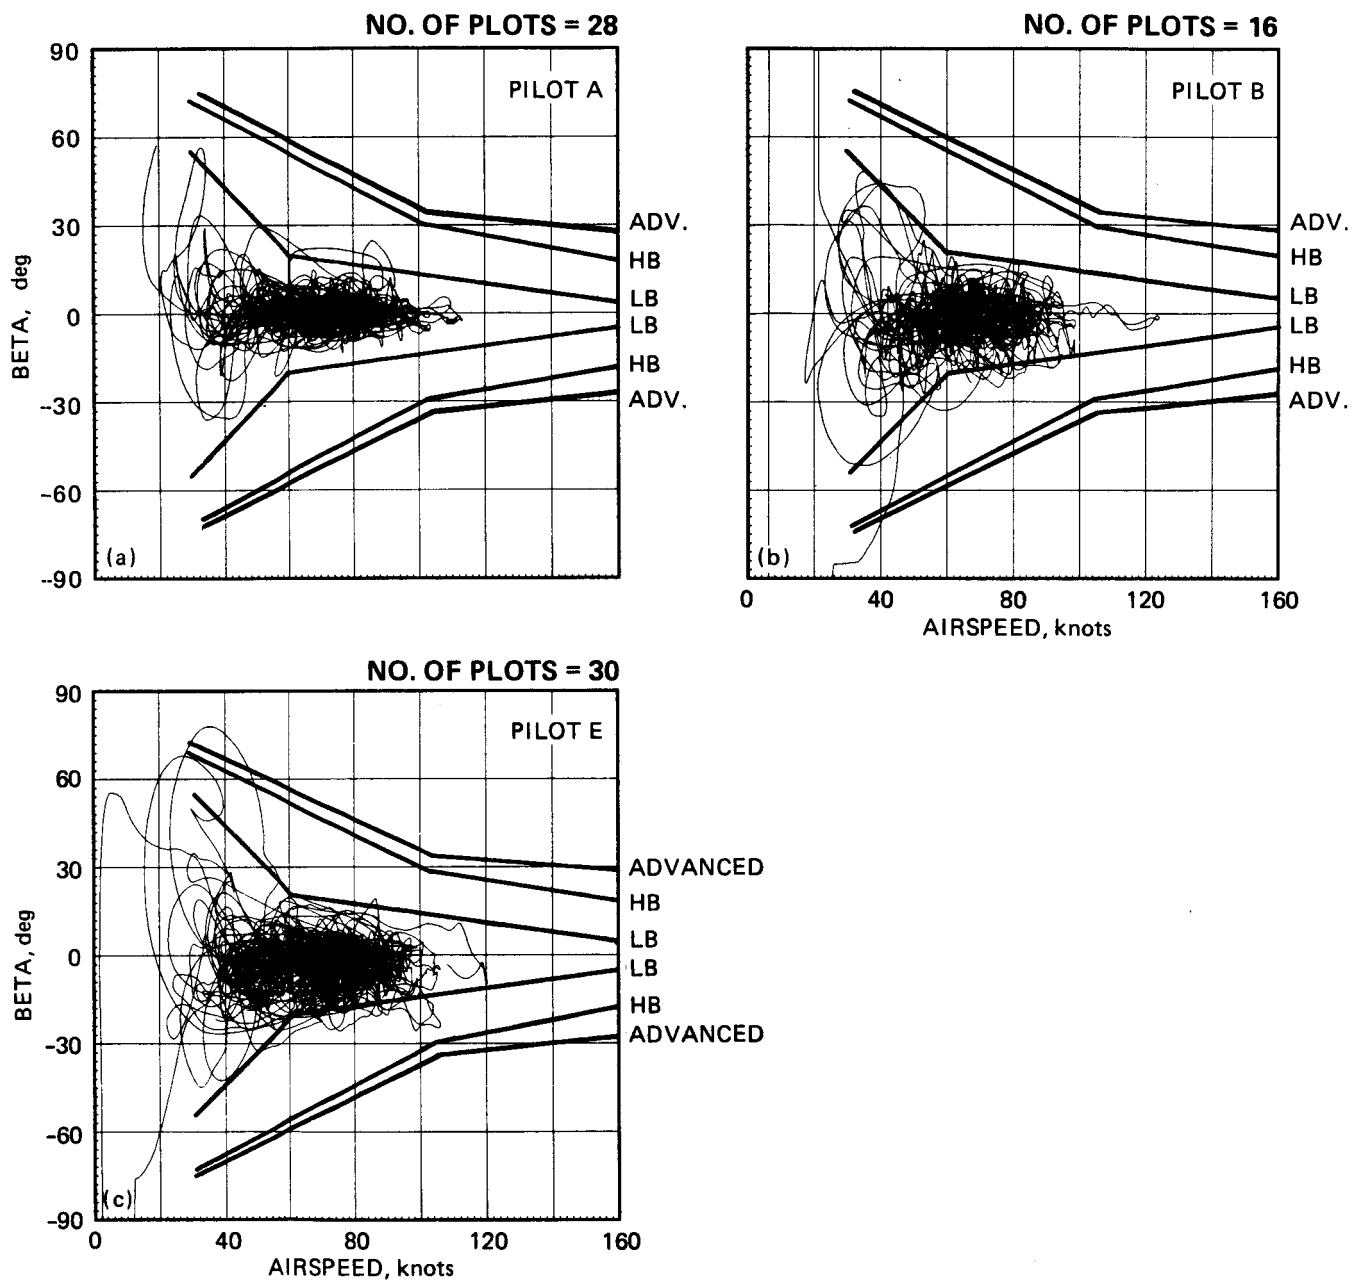 NO. OF PLOTS = 28
90
60
30
0
-30
-60
-90
BETA, deg
PILOT A
(a)
ADV.
HB
LB
LB
HB
ADV.
NO. OF PLOTS = 16
PILOT B
(b)
ADV.
HB
LB
LB
HB
ADV.
0 40 80 120 160
AIRSPEED, knots
NO. OF PLOTS = 30
90
60
30
0
-30
-60
-90
BETA, deg
PILOT E
(c)
ADVANCED
HB
LB
LB
HB
ADVANCED
0 40 80 120 160
AIRSPEED, knots